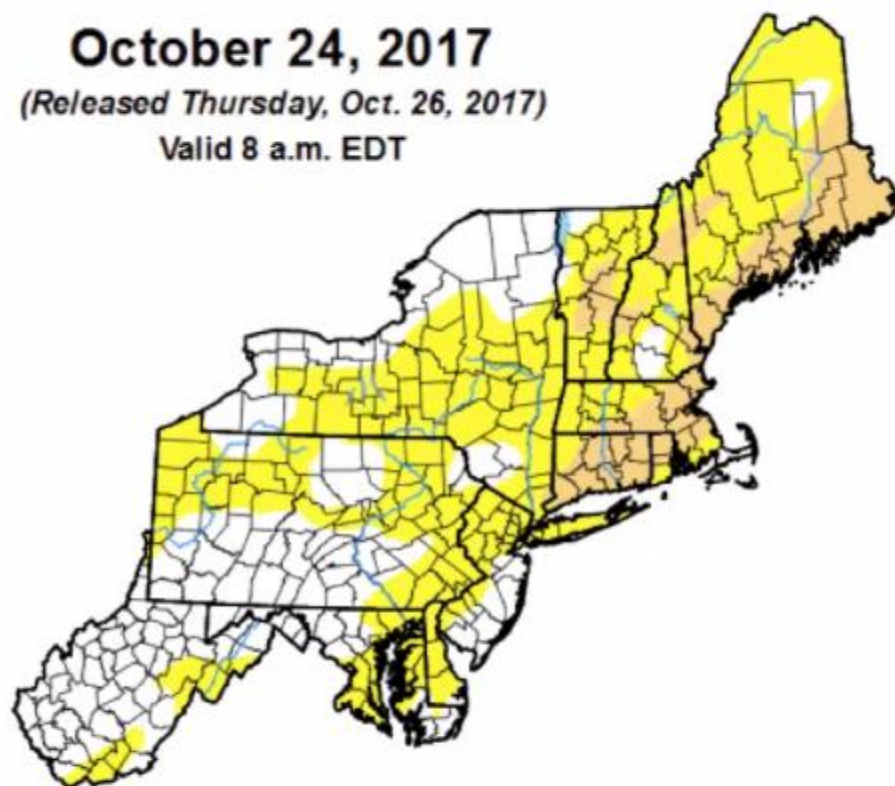 October 24, 2017
(Released Thursday, Oct. 26, 2017)
Valid 8 a.m. EDT